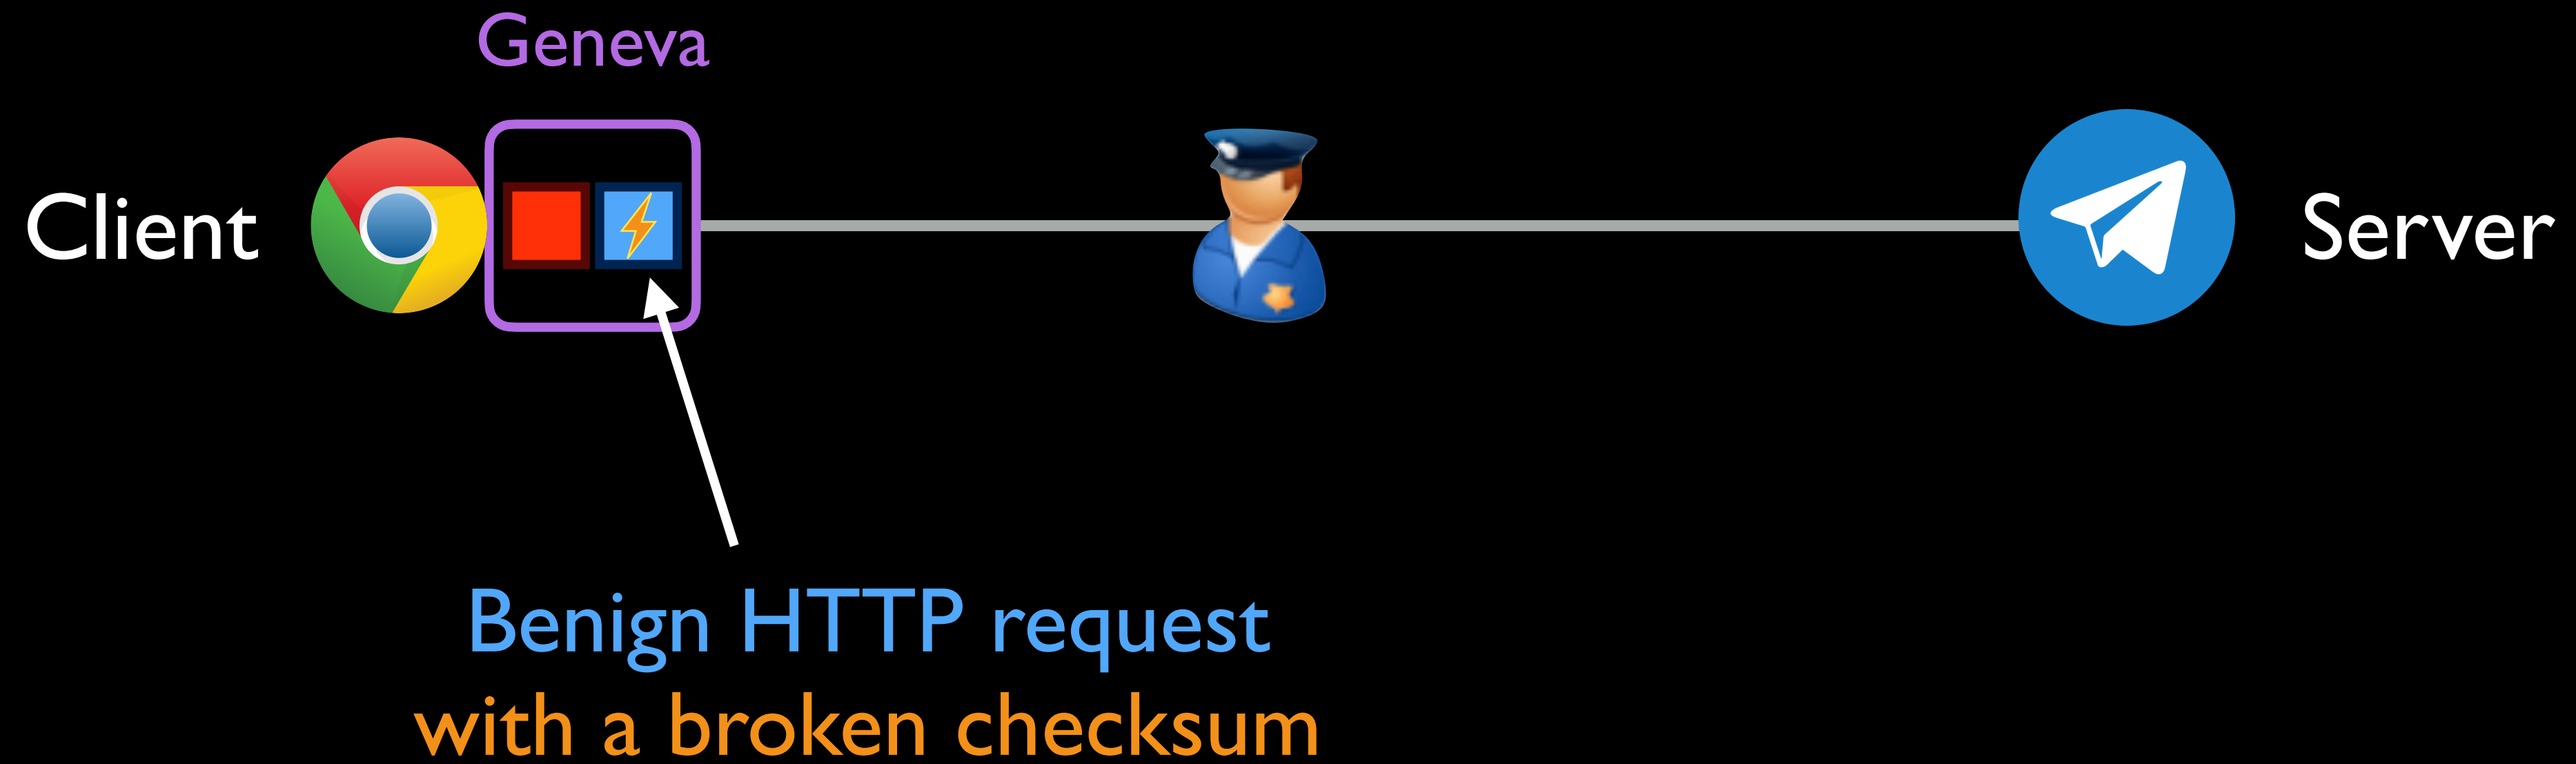 Geneva
Client
Server
Benign HTTP request
with a broken checksum